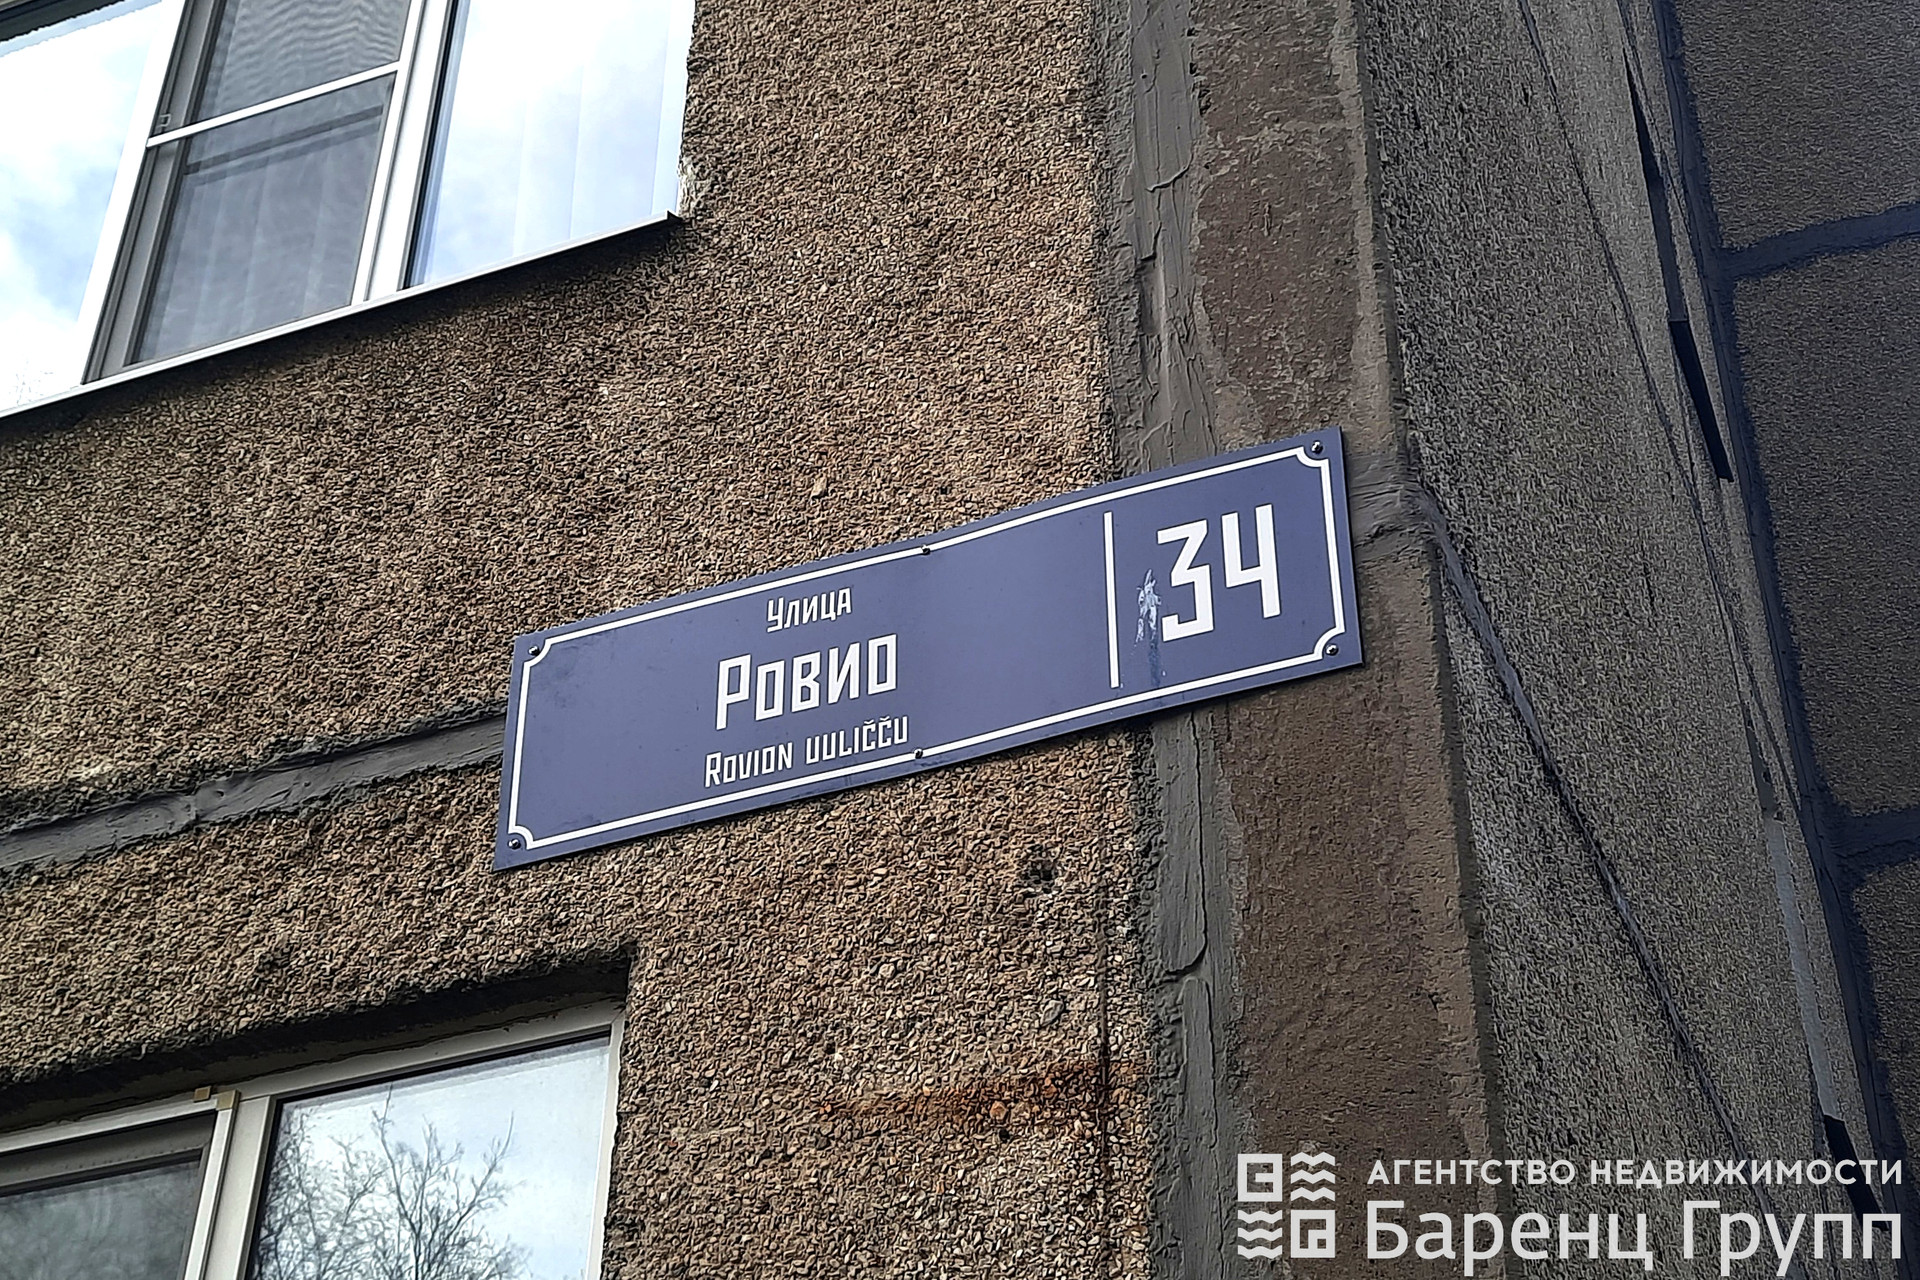 Улица
Ровио
Rovion uuličču
34
АГЕНТСТВО НЕДВИЖИМОСТИ
Баренц Групп